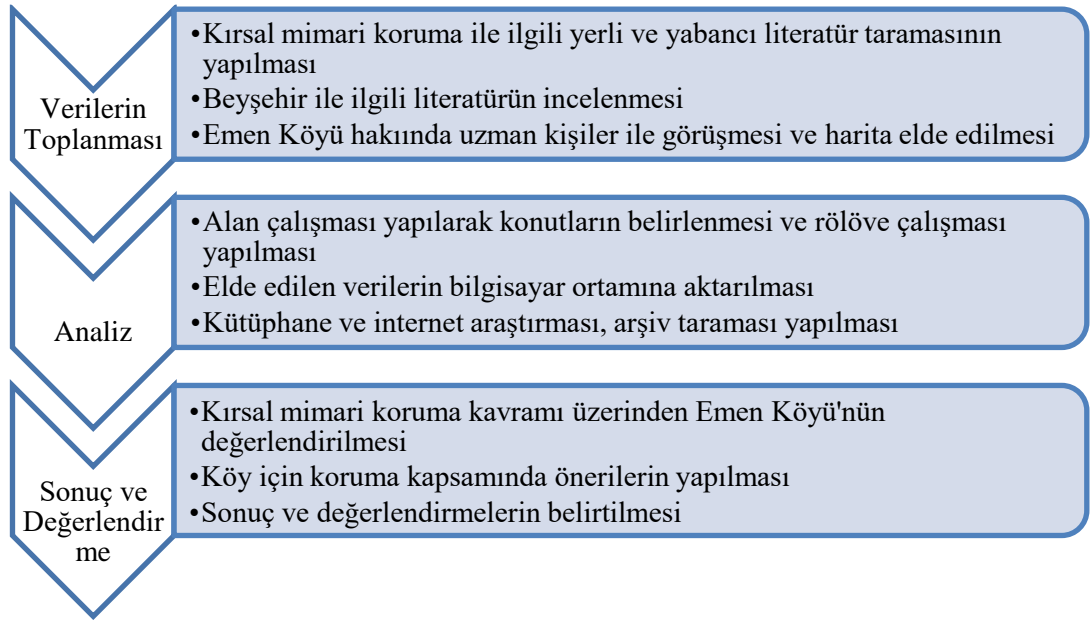 Verilerin
Toplanması
•Kırsal mimari koruma ile ilgili yerli ve yabancı literatür taramasının
yapılması
•Beyşehir ile ilgili literatürün incelenmesi
•Emen Köyü hakıında uzman kişiler ile görüşmesi ve harita elde edilmesi
Analiz
•Alan çalışması yapılarak konutların belirlenmesi ve rölöve çalışması
yapılması
•Elde edilen verilerin bilgisayar ortamına aktarılması
•Kütüphane ve internet araştırması, arşiv taraması yapılması
Sonuç ve
Değerlendir
me
•Kırsal mimari koruma kavramı üzerinden Emen Köyü'nün
değerlendirilmesi
•Köy için koruma kapsamında önerilerin yapılması
•Sonuç ve değerlendirmelerin belirtilmesi